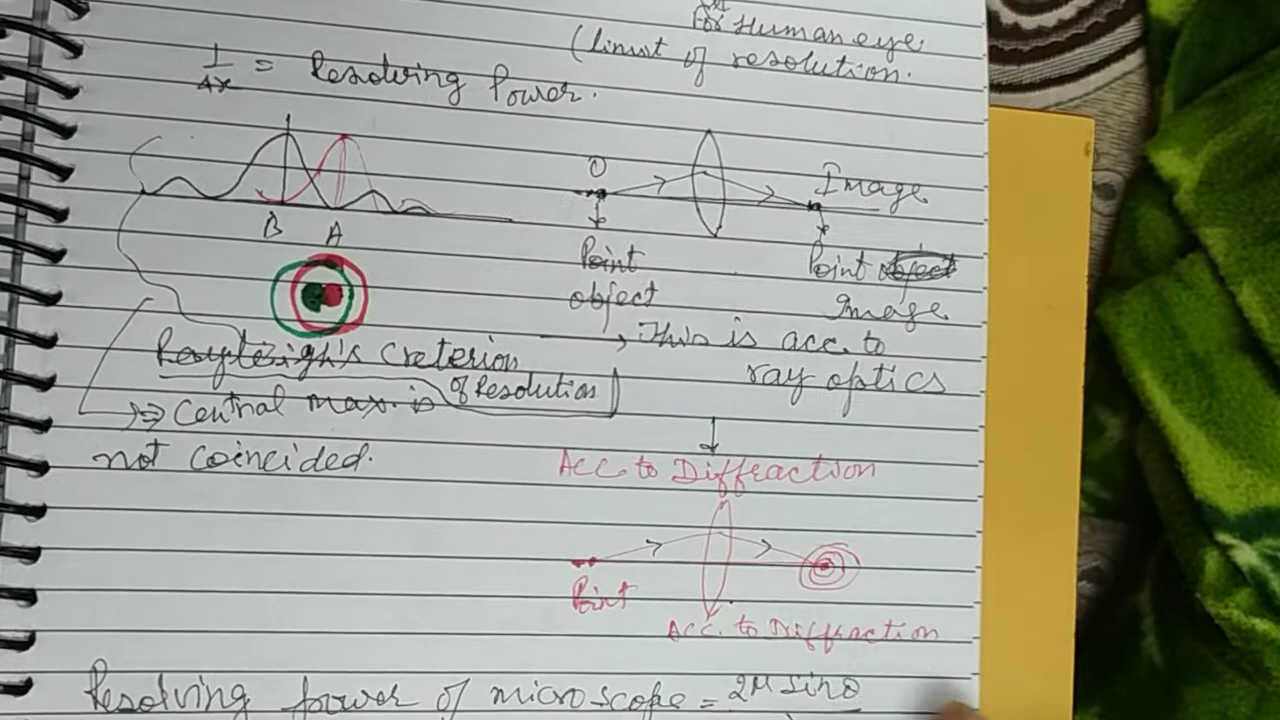 For Human eye
(limit of resolution.
1/Δx = Resolving Power.
B A
O
Image
Point object
Point
Image
Rayleigh's Creterion of Resolution
→ This is acc. to ray optics
⇒ Central max. is
not coincided.
Acc. to Diffraction
Point
Acc. to Diffraction
Resolving power of microscope = 2μ sinθ